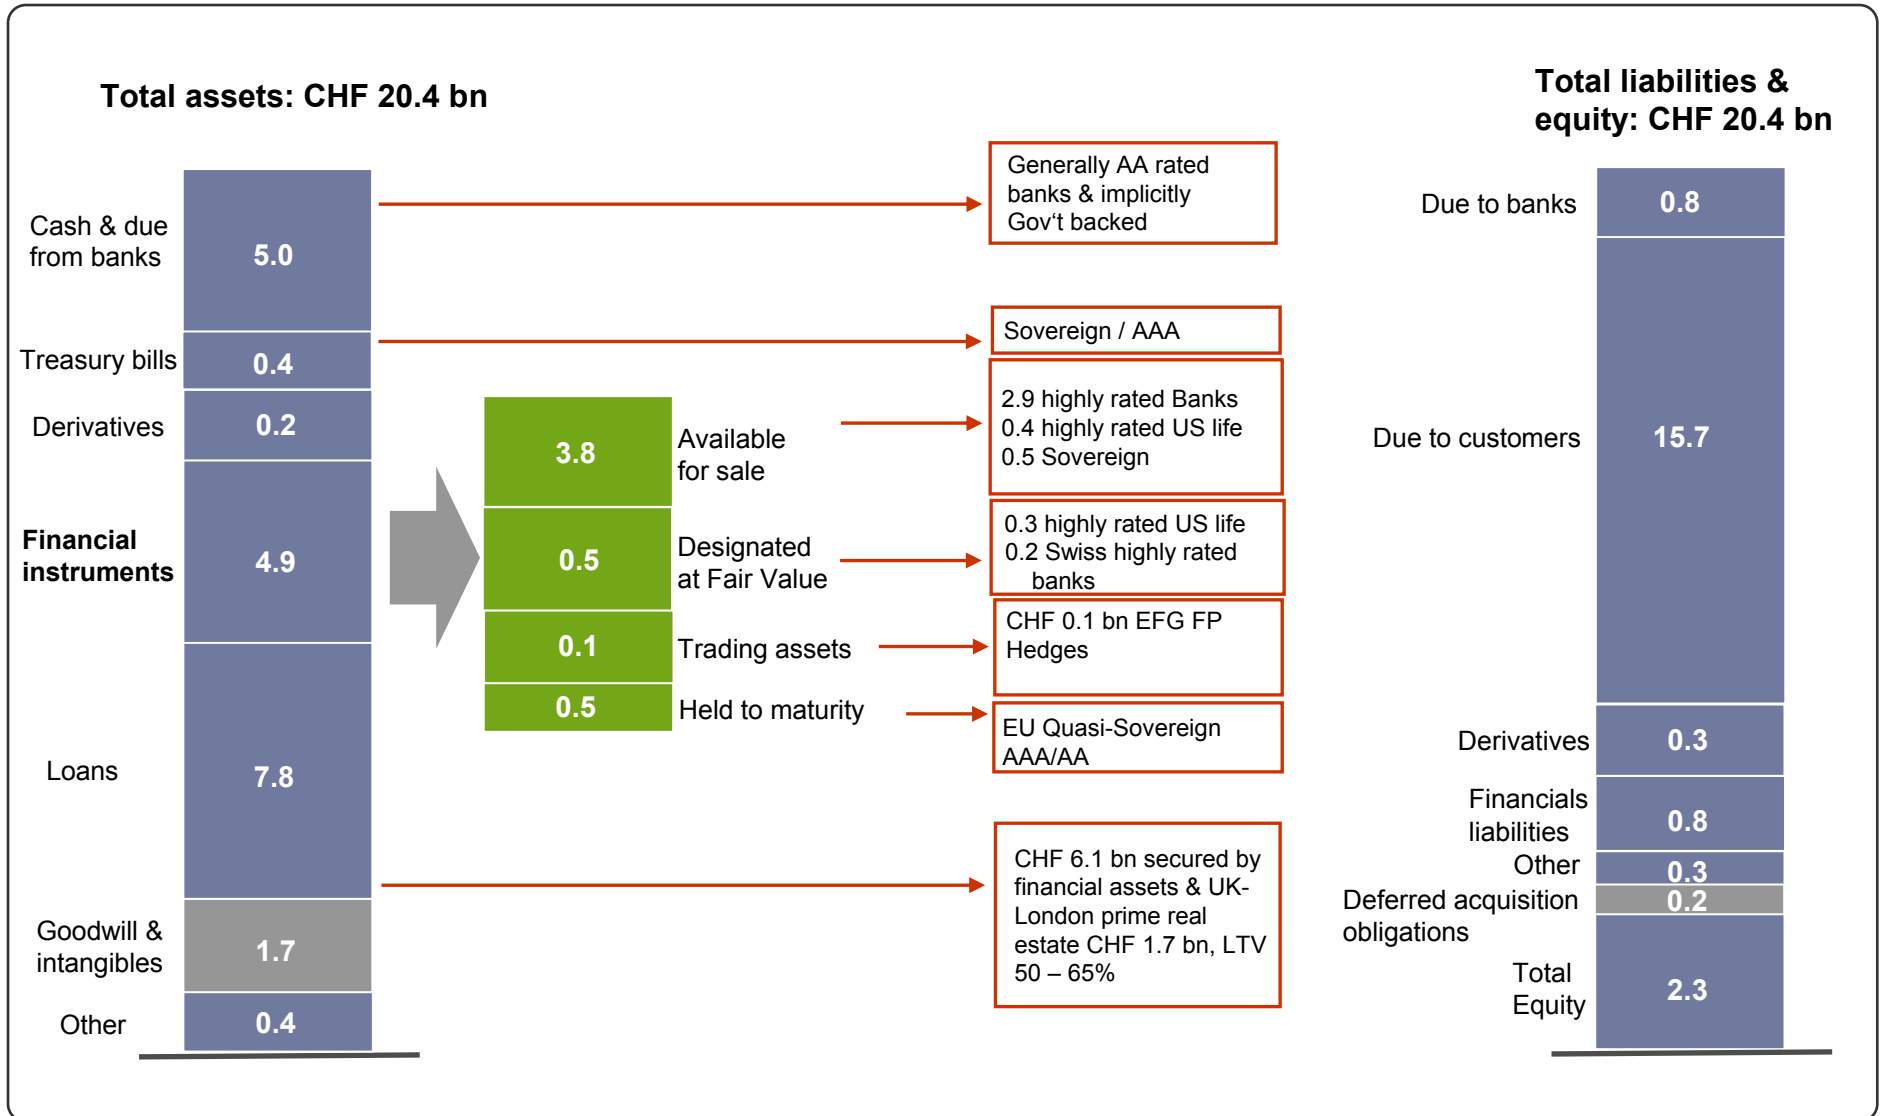 Total assets: CHF 20.4 bn
Cash & due
from banks
5.0
Treasury bills
0.4
Derivatives
0.2
Financial
instruments
4.9
Loans
7.8
Goodwill &
intangibles
1.7
Other
0.4
3.8
Available
for sale
0.5
Designated
at Fair Value
0.1
Trading assets
0.5
Held to maturity
Generally AA rated
banks & implicitly
Gov‘t backed
Sovereign / AAA
2.9 highly rated Banks
0.4 highly rated US life
0.5 Sovereign
0.3 highly rated US life
0.2 Swiss highly rated
banks
CHF 0.1 bn EFG FP
Hedges
EU Quasi-Sovereign
AAA/AA
CHF 6.1 bn secured by
financial assets & UK-
London prime real
estate CHF 1.7 bn, LTV
50 – 65%
Total liabilities &
equity: CHF 20.4 bn
Due to banks
0.8
Due to customers
15.7
Derivatives
0.3
Financials
liabilities
0.8
Other
0.3
Deferred acquisition
obligations
0.2
Total
Equity
2.3